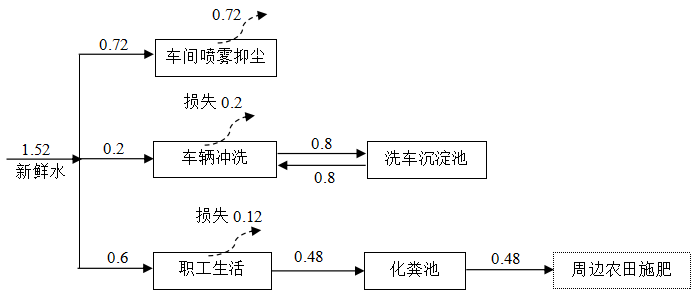 0.72
0.72
车间喷雾抑尘
损失 0.2
1.52
新鲜水
0.2
车辆冲洗
0.8
0.8
洗车沉淀池
损失 0.12
0.6
职工生活
0.48
化粪池
0.48
周边农田施肥